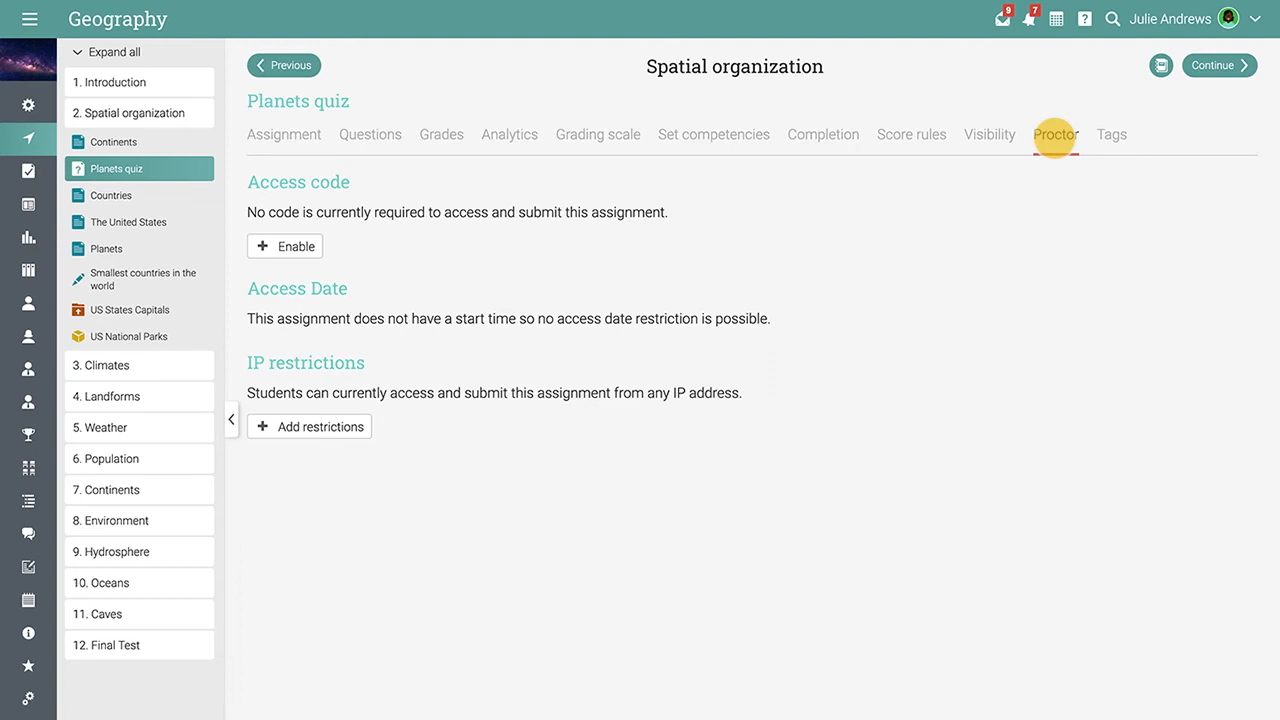 Geography
9
7
?
Julie Andrews
Expand all
1. Introduction
2. Spatial organization
Continents
? Planets quiz
Countries
The United States
Planets
Smallest countries in the
world
US States Capitals
US National Parks
3. Climates
4. Landforms
5. Weather
6. Population
7. Continents
8. Environment
9. Hydrosphere
10. Oceans
11. Caves
12. Final Test
Previous
Spatial organization
Continue
Planets quiz
Assignment Questions Grades Analytics Grading scale Set competencies Completion Score rules Visibility Proctor Tags
Access code
No code is currently required to access and submit this assignment.
+ Enable
Access Date
This assignment does not have a start time so no access date restriction is possible.
IP restrictions
Students can currently access and submit this assignment from any IP address.
+ Add restrictions